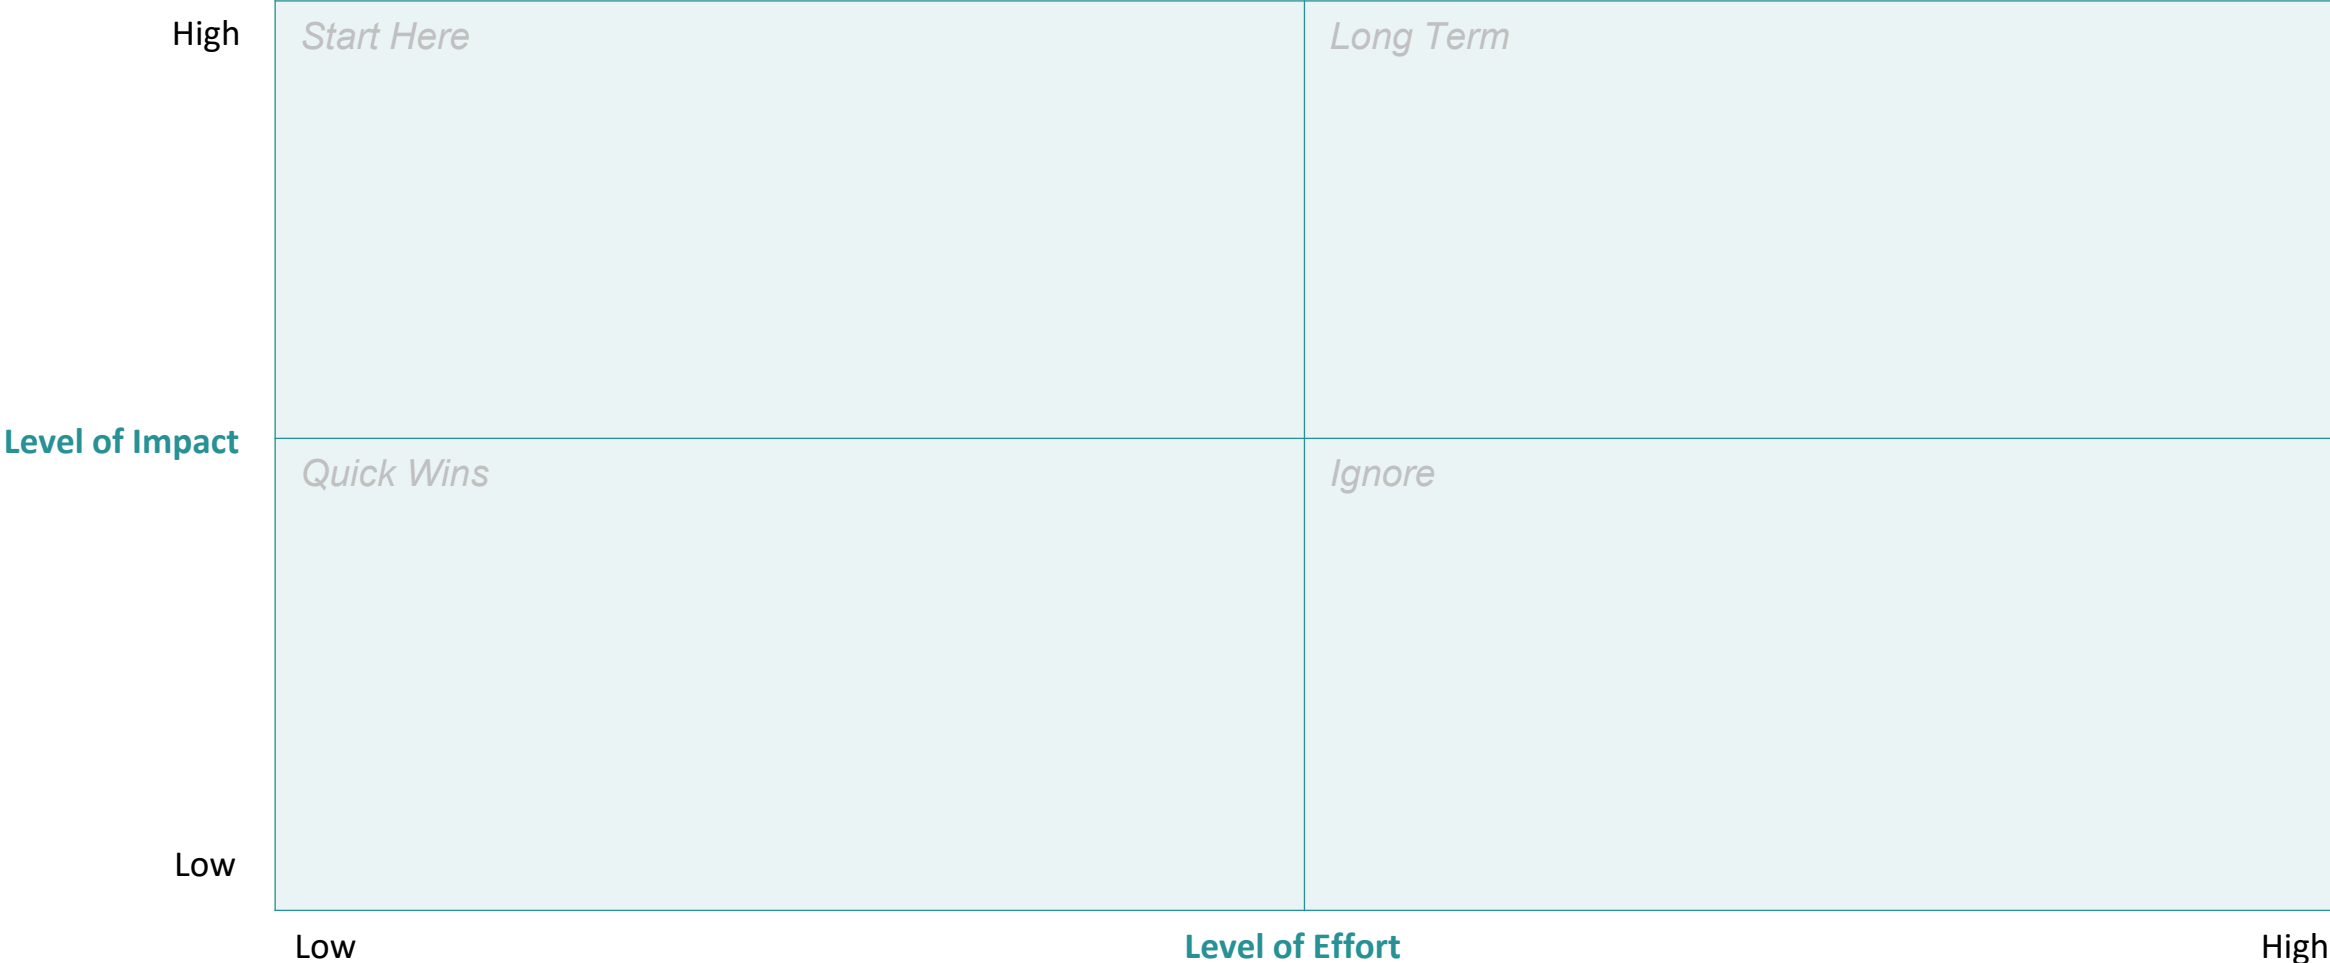 High
Start Here
Long Term
Level of Impact
Quick Wins
Ignore
Low
Low
Level of Effort
High